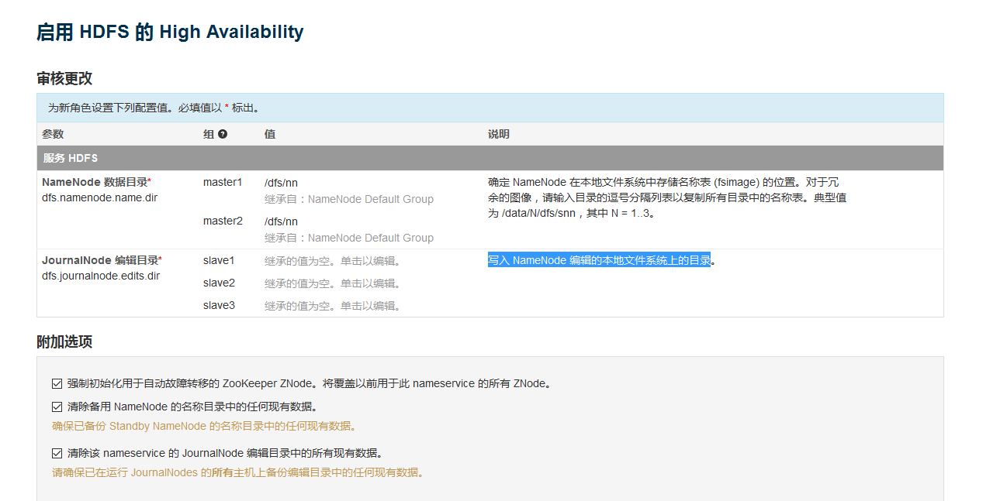 启用 HDFS 的 High Availability
审核更改
为新角色设置下列配置值。必填值以 * 标出。
参数 组 ? 值 说明
服务 HDFS
NameNode 数据目录*
dfs.namenode.name.dir
master1
/dfs/nn
继承自：NameNode Default Group
master2
/dfs/nn
继承自：NameNode Default Group
确定 NameNode 在本地文件系统中存储名称表 (fsimage) 的位置。对于冗
余的图像，请输入目录的逗号分隔列表以复制所有目录中的名称表。典型值
为 /data/N/dfs/snn，其中 N = 1..3。
JournalNode 编辑目录*
dfs.journalnode.edits.dir
slave1 继承的值为空。单击以编辑。
slave2 继承的值为空。单击以编辑。
slave3 继承的值为空。单击以编辑。
写入 NameNode 编辑的本地文件系统上的目录。
附加选项
强制初始化用于自动故障转移的 ZooKeeper ZNode。将覆盖以前用于此 nameservice 的所有 ZNode。
清除备用 NameNode 的名称目录中的任何现有数据。
确保已备份 Standby NameNode 的名称目录中的任何现有数据。
清除该 nameservice 的 JournalNode 编辑目录中的所有现有数据。
请确保已在运行 JournalNodes 的所有主机上备份编辑目录中的任何现有数据。